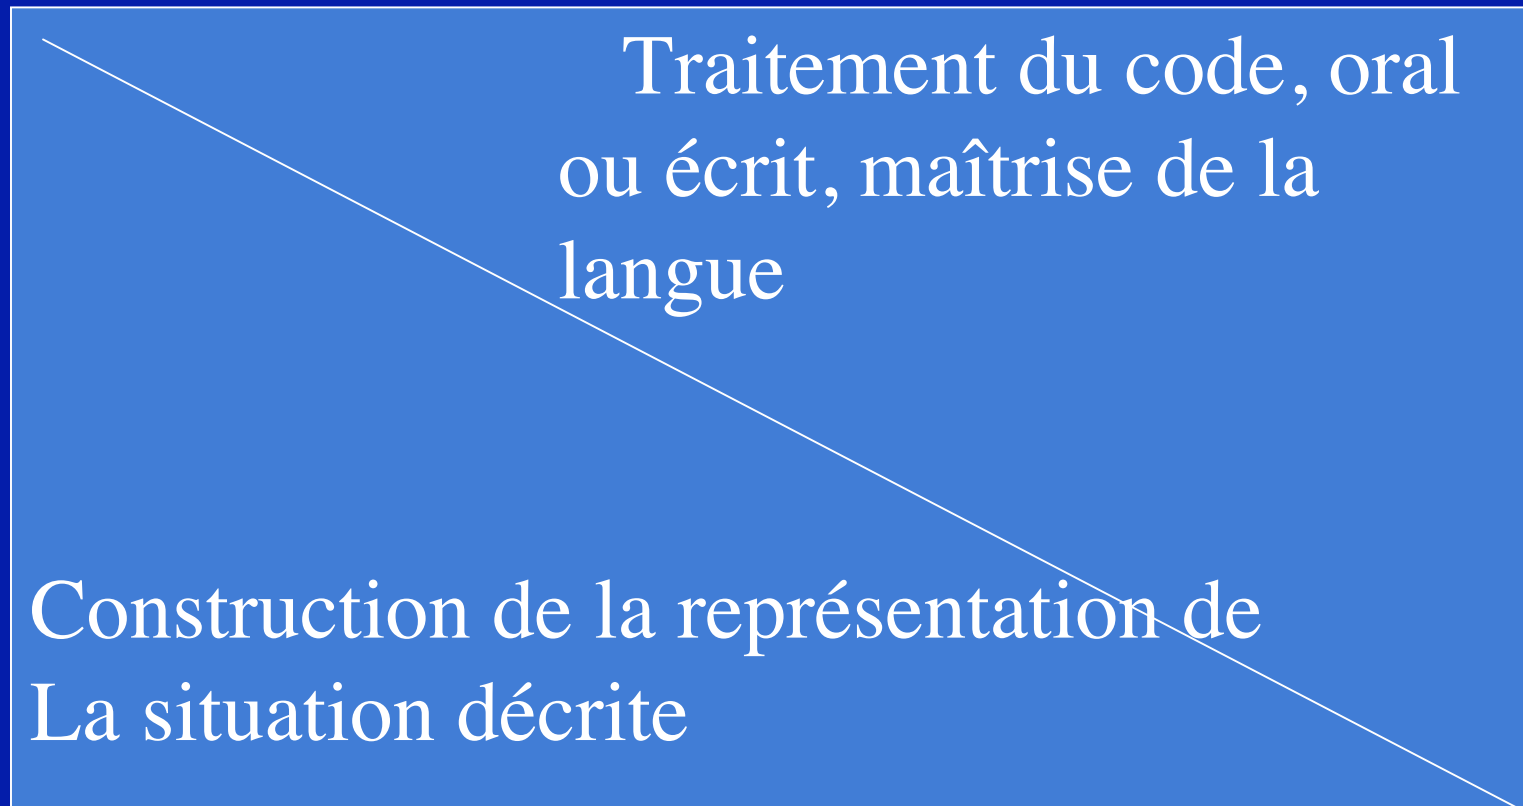 Traitement du code, oral
ou écrit, maîtrise de la
langue
Construction de la représentation de
La situation décrite